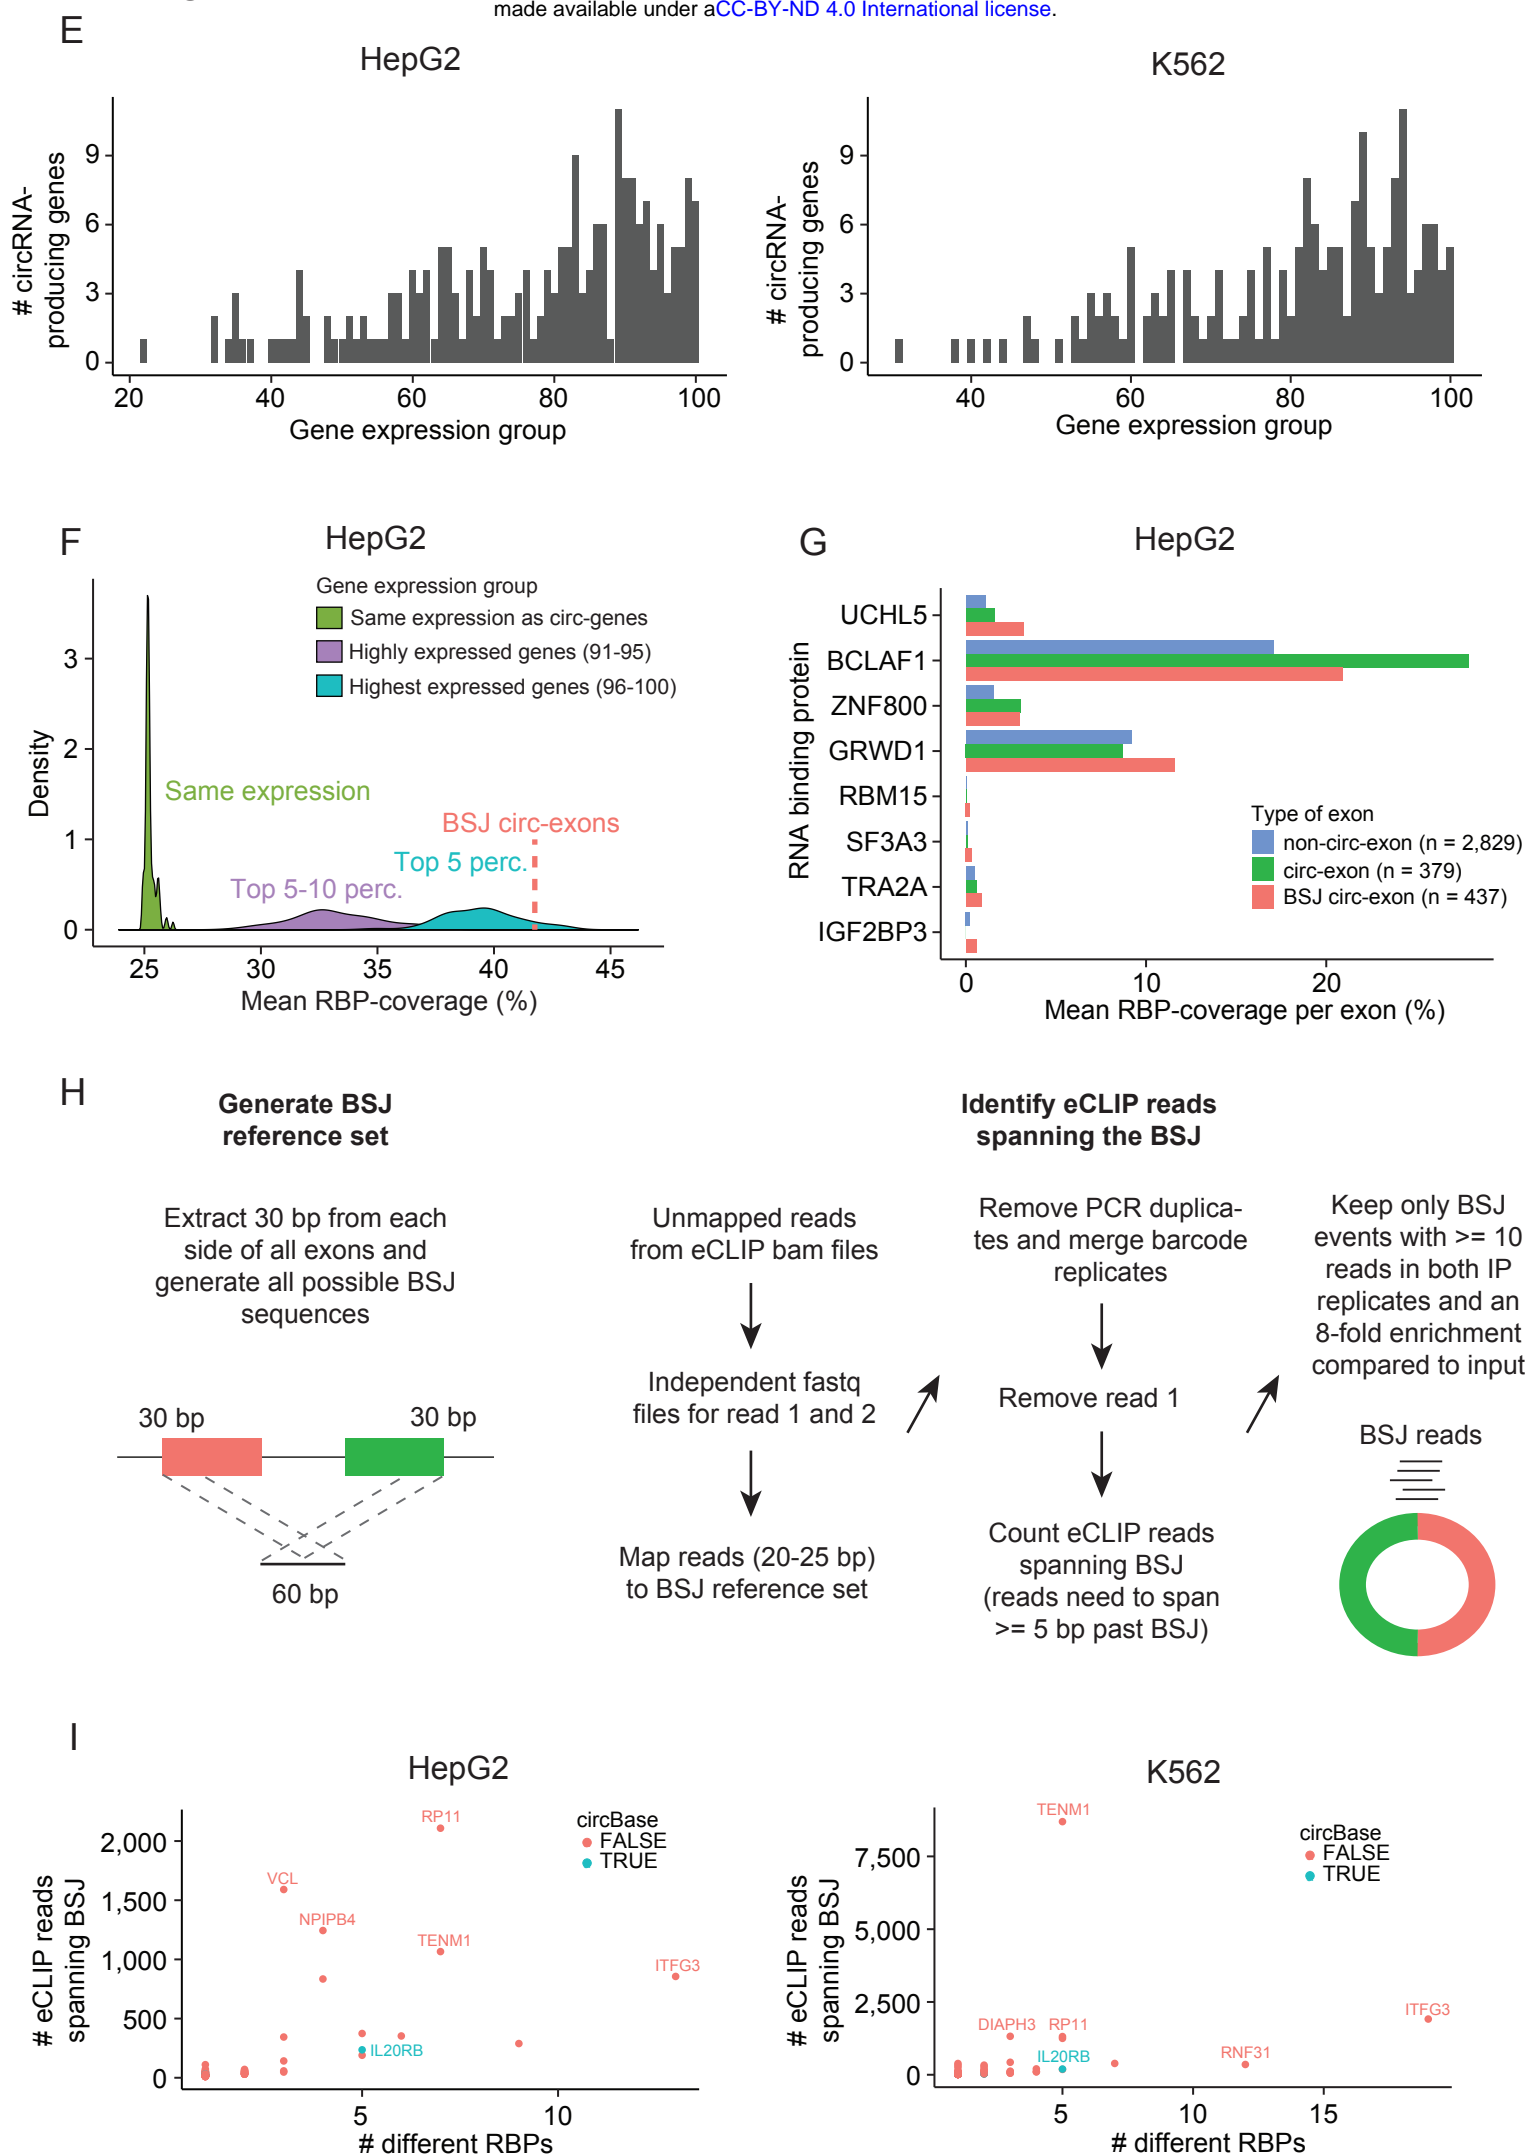 made available under aCC-BY-ND 4.0 International license.
E
HepG2
# circRNA-
producing genes
9
6
3
0
20 40 60 80 100
Gene expression group
K562
# circRNA-
producing genes
9
6
3
0
40 60 80 100
Gene expression group
F
HepG2
Gene expression group
Same expression as circ-genes
Highly expressed genes (91-95)
Highest expressed genes (96-100)
Density
3
2
1
0
Same expression
BSJ circ-exons
Top 5 perc.
Top 5-10 perc.
25 30 35 40 45
Mean RBP-coverage (%)
G
HepG2
RNA binding protein
UCHL5
BCLAF1
ZNF800
GRWD1
RBM15
SF3A3
TRA2A
IGF2BP3
Type of exon
non-circ-exon (n = 2,829)
circ-exon (n = 379)
BSJ circ-exon (n = 437)
0 10 20
Mean RBP-coverage per exon (%)
H
Generate BSJ
reference set
Extract 30 bp from each
side of all exons and
generate all possible BSJ
sequences
30 bp 30 bp
60 bp
Identify eCLIP reads
spanning the BSJ
Unmapped reads
from eCLIP bam files
Independent fastq
files for read 1 and 2
Map reads (20-25 bp)
to BSJ reference set
Remove PCR duplica-
tes and merge barcode
replicates
Remove read 1
Count eCLIP reads
spanning BSJ
(reads need to span
>= 5 bp past BSJ)
Keep only BSJ
events with >= 10
reads in both IP
replicates and an
8-fold enrichment
compared to input
BSJ reads
I
HepG2
# eCLIP reads
spanning BSJ
2,000
1,500
1,000
500
0
RP11
VCL
NPIPB4
TENM1
ITFG3
IL20RB
circBase
FALSE
TRUE
5 10
# different RBPs
K562
# eCLIP reads
spanning BSJ
7,500
5,000
2,500
0
TENM1
circBase
FALSE
TRUE
ITFG3
DIAPH3 RP11
IL20RB
RNF31
5 10 15
# different RBPs